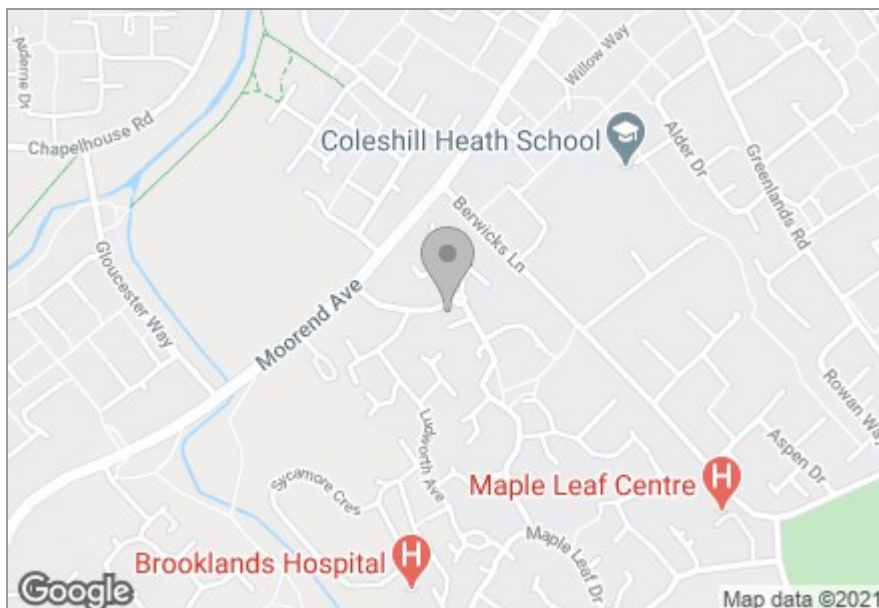 Willow Way
Chapelhouse Rd
Coleshill Heath School
Alder Dr
Greenlands Rd
Berwicks Ln
Gloucester Way
Moorend Ave
Rowan Way
Ludworth Ave
Aspen Dr
Maple Leaf Centre
H
Sycamore Cres
Brooklands Hospital
H
Maple Leaf Dr
Google
Map data ©2021